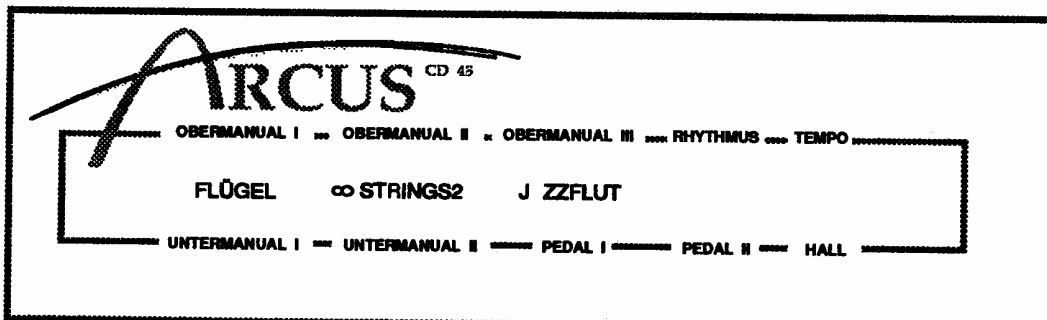 ARCUS CD 45
OBERMANUAL I OBERMANUAL II OBERMANUAL III RHYTHMUS TEMPO
FLÜGEL ∞ STRINGS2 J ZZFLUT
UNTERMANUAL I UNTERMANUAL II PEDAL I PEDAL II HALL